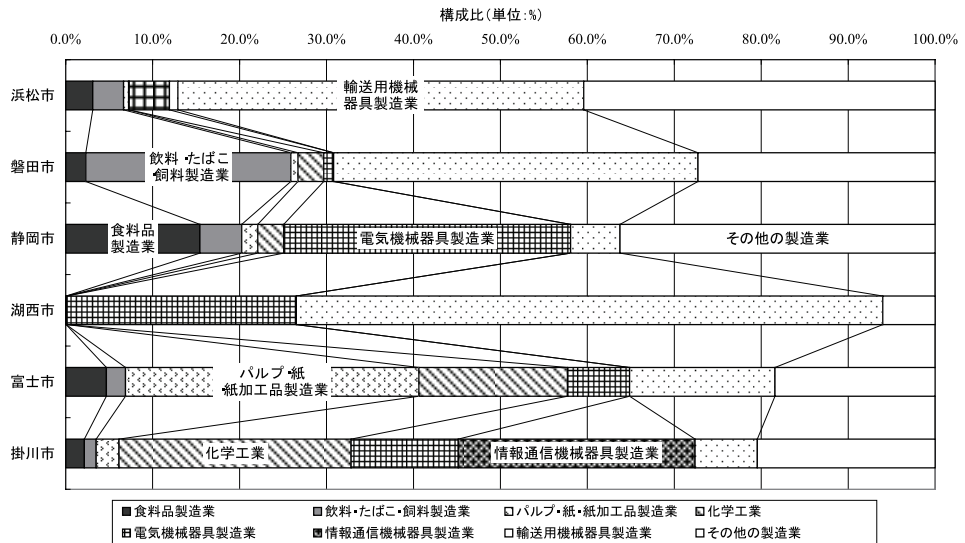 構成比(単位:%)
0.0% 10.0% 20.0% 30.0% 40.0% 50.0% 60.0% 70.0% 80.0% 90.0% 100.0%
浜松市
輸送用機械
器具製造業
磐田市
飲料・たばこ
・飼料製造業
静岡市
食料品
製造業
電気機械器具製造業
その他の製造業
湖西市
富士市
パルプ・紙
・紙加工品製造業
掛川市
化学工業
情報通信機械器具製造業
食料品製造業 飲料・たばこ・飼料製造業 パルプ・紙・紙加工品製造業 化学工業
電気機械器具製造業 情報通信機械器具製造業 輸送用機械器具製造業 その他の製造業